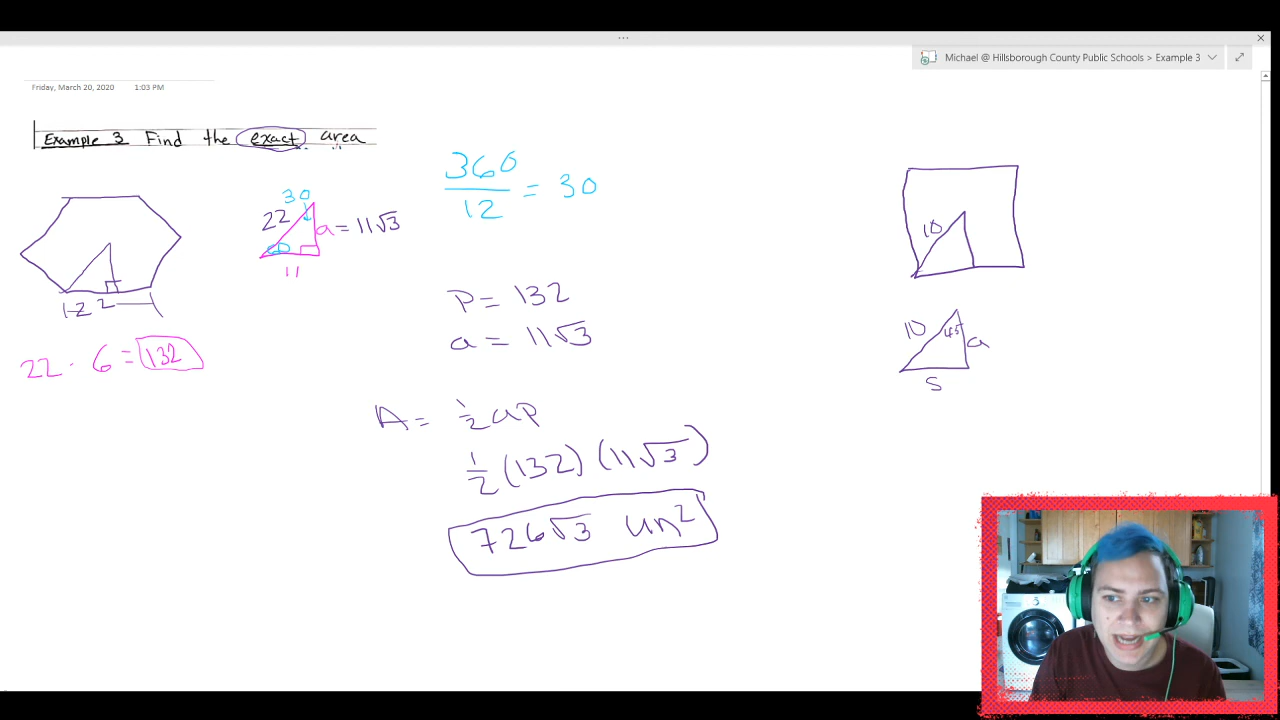 Michael @ Hillsborough County Public Schools > Example 3
Friday, March 20, 2020 1:03 PM
Example 3 Find the exact area
360
12
= 30
30
22
a = 11√3
60
11
22
22 · 6 = 132
P = 132
a = 11√3
A = 1/2 ap
1/2 (132) (11√3)
726√3 un²
10
10
45
a
s